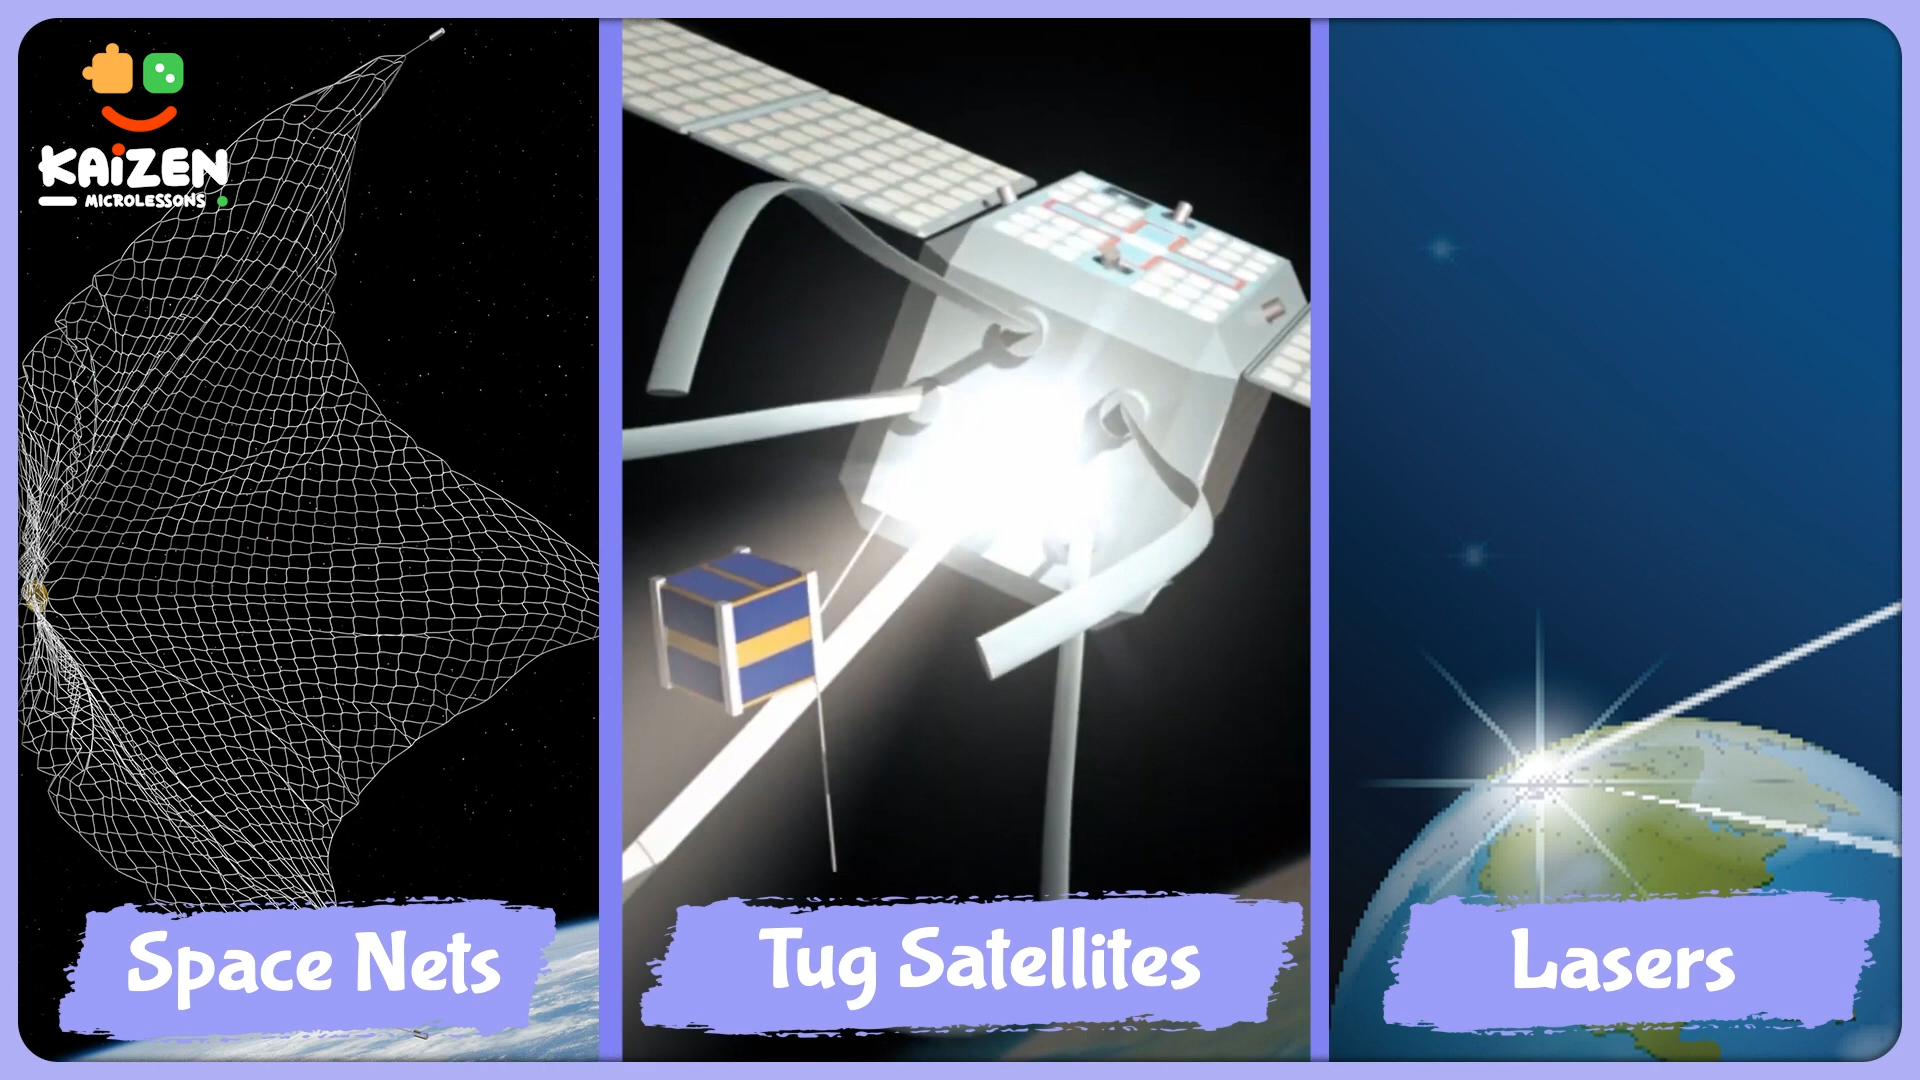 KAiZEN
MICROLESSONS
Space Nets
Tug Satellites
Lasers